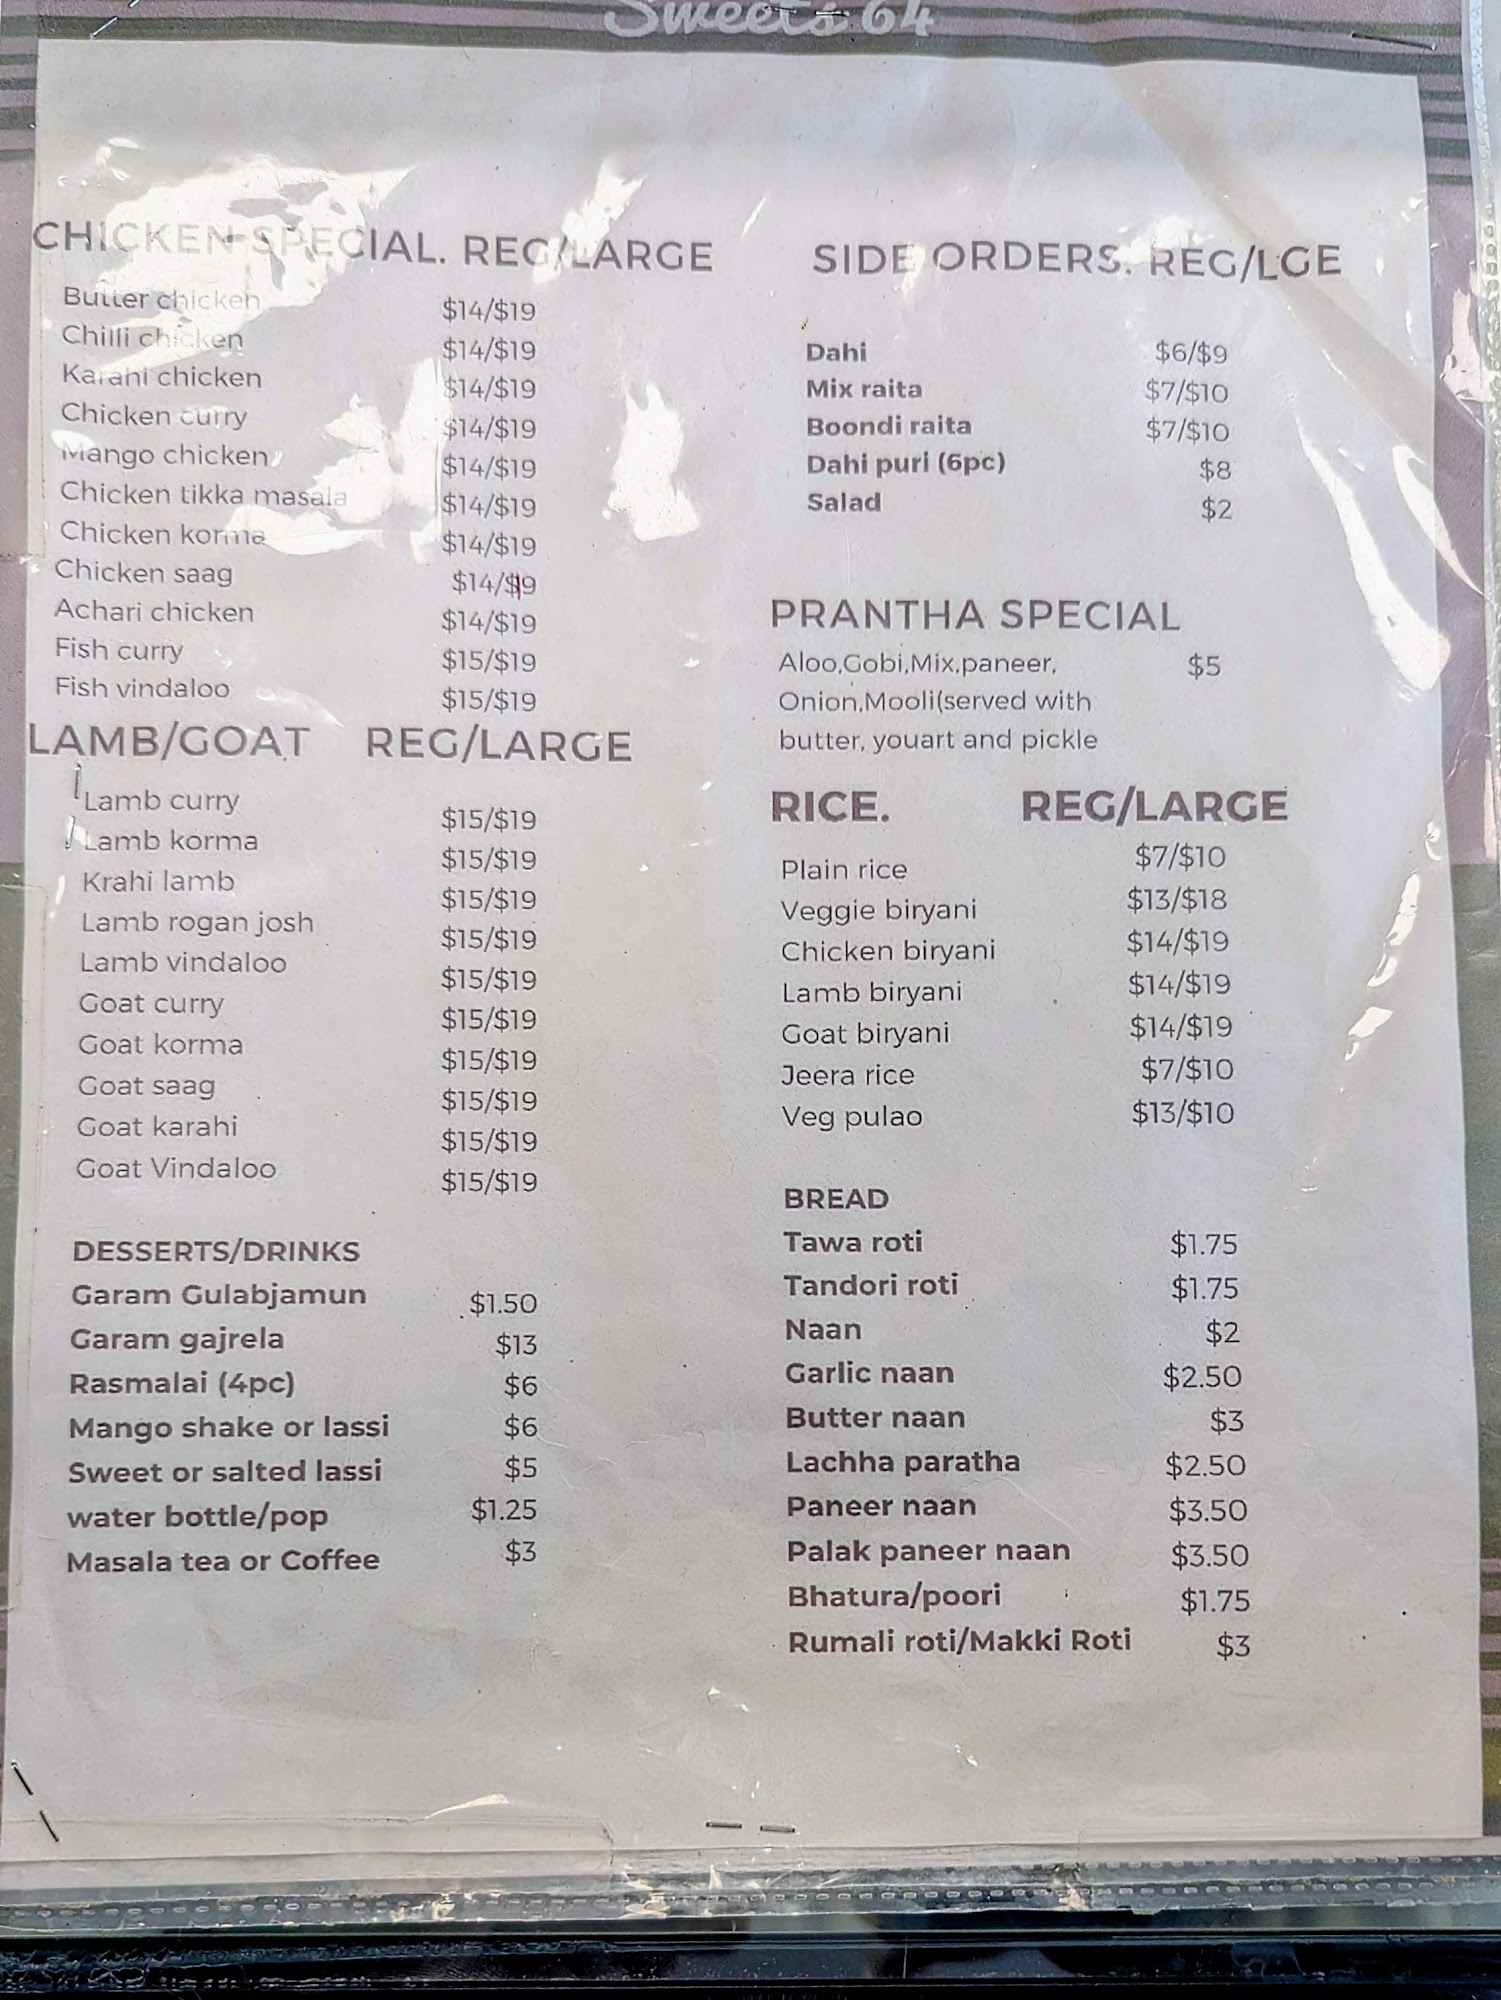 Sweets 64
CHICKEN SPECIAL. REG/LARGE
Butter chicken $14/$19
Chilli chicken $14/$19
Karahi chicken $14/$19
Chicken curry $14/$19
Mango chicken $14/$19
Chicken tikka masala $14/$19
Chicken korma $14/$19
Chicken saag $14/$19
Achari chicken $14/$19
Fish curry $15/$19
Fish vindaloo $15/$19
LAMB/GOAT REG/LARGE
Lamb curry $15/$19
Lamb korma $15/$19
Krahi lamb $15/$19
Lamb rogan josh $15/$19
Lamb vindaloo $15/$19
Goat curry $15/$19
Goat korma $15/$19
Goat saag $15/$19
Goat karahi $15/$19
Goat Vindaloo $15/$19
DESSERTS/DRINKS
Garam Gulabjamun $1.50
Garam gajrela $13
Rasmalai (4pc) $6
Mango shake or lassi $6
Sweet or salted lassi $5
water bottle/pop $1.25
Masala tea or Coffee $3
SIDE ORDERS. REG/LGE
Dahi $6/$9
Mix raita $7/$10
Boondi raita $7/$10
Dahi puri (6pc) $8
Salad $2
PRANTHA SPECIAL
Aloo,Gobi,Mix,paneer, $5
Onion,Mooli(served with
butter, youart and pickle
RICE. REG/LARGE
Plain rice $7/$10
Veggie biryani $13/$18
Chicken biryani $14/$19
Lamb biryani $14/$19
Goat biryani $14/$19
Jeera rice $7/$10
Veg pulao $13/$10
BREAD
Tawa roti $1.75
Tandori roti $1.75
Naan $2
Garlic naan $2.50
Butter naan $3
Lachha paratha $2.50
Paneer naan $3.50
Palak paneer naan $3.50
Bhatura/poori $1.75
Rumali roti/Makki Roti $3